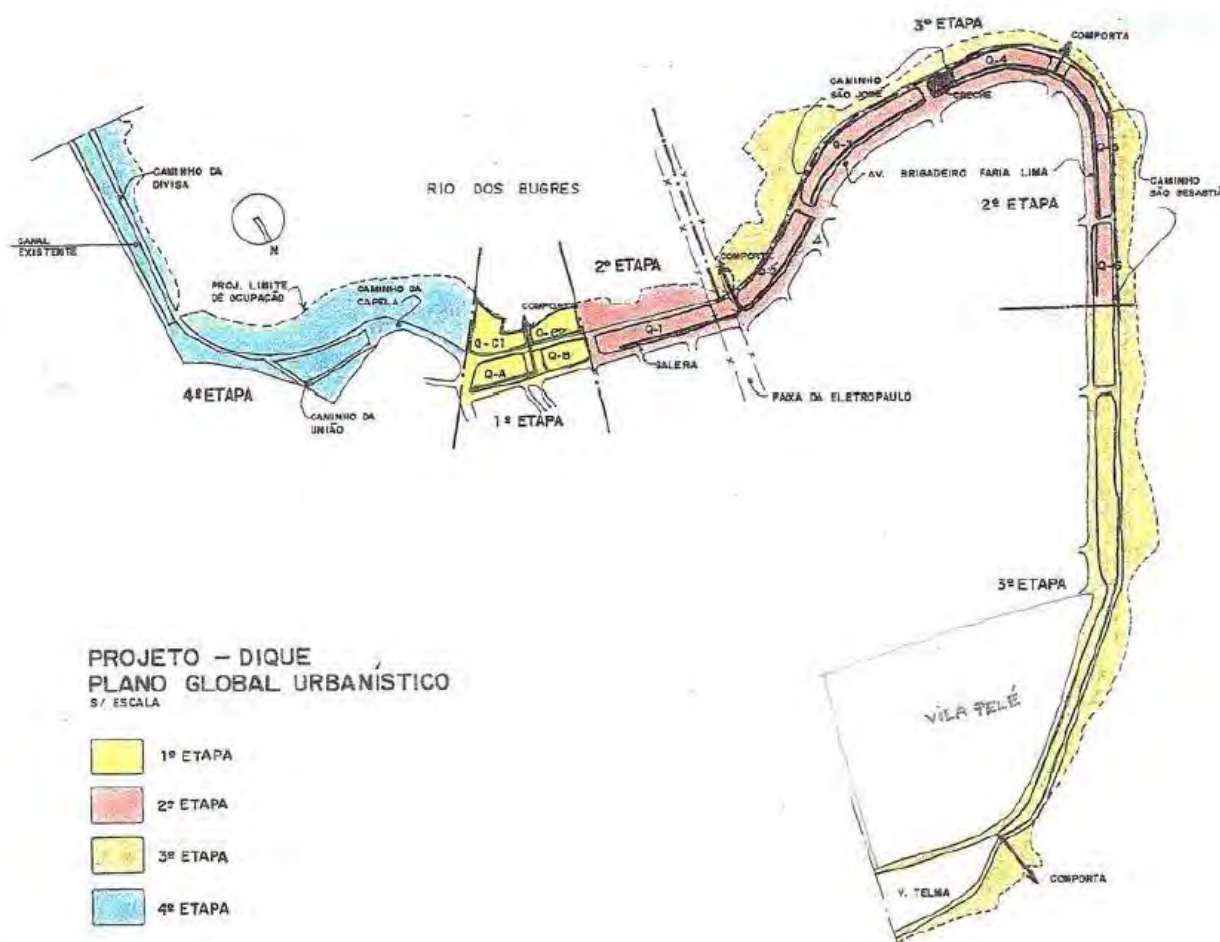 3º ETAPA
COMPORTA
CAMINHO
SÃO JOSÉ
Q-4
CRECHE
CAMINHO DA
DIVISA
RIO DOS BUGRES
Q-3
AV. BRIGADEIRO FARIA LIMA
Q-5
CAMINHO
SÃO SEBASTIÃ
2º ETAPA
CANAL
EXISTENTE
N
PROJ. LIMITE
DE OCUPAÇÃO
CAMINHO DA
CAPELA
2º ETAPA
COMPORTA
COMPORTA
Q-6
Q-C1
Q-C2
Q-1
Q-A
Q-B
GALERIA
4º ETAPA
CAMINHO DA
UNIÃO
1º ETAPA
FAIXA DA ELETROPAULO
3º ETAPA
VILA PELÉ
PROJETO – DIQUE
PLANO GLOBAL URBANÍSTICO
S/ ESCALA
1º ETAPA
2º ETAPA
3º ETAPA
4º ETAPA
V. TELMA
COMPORTA